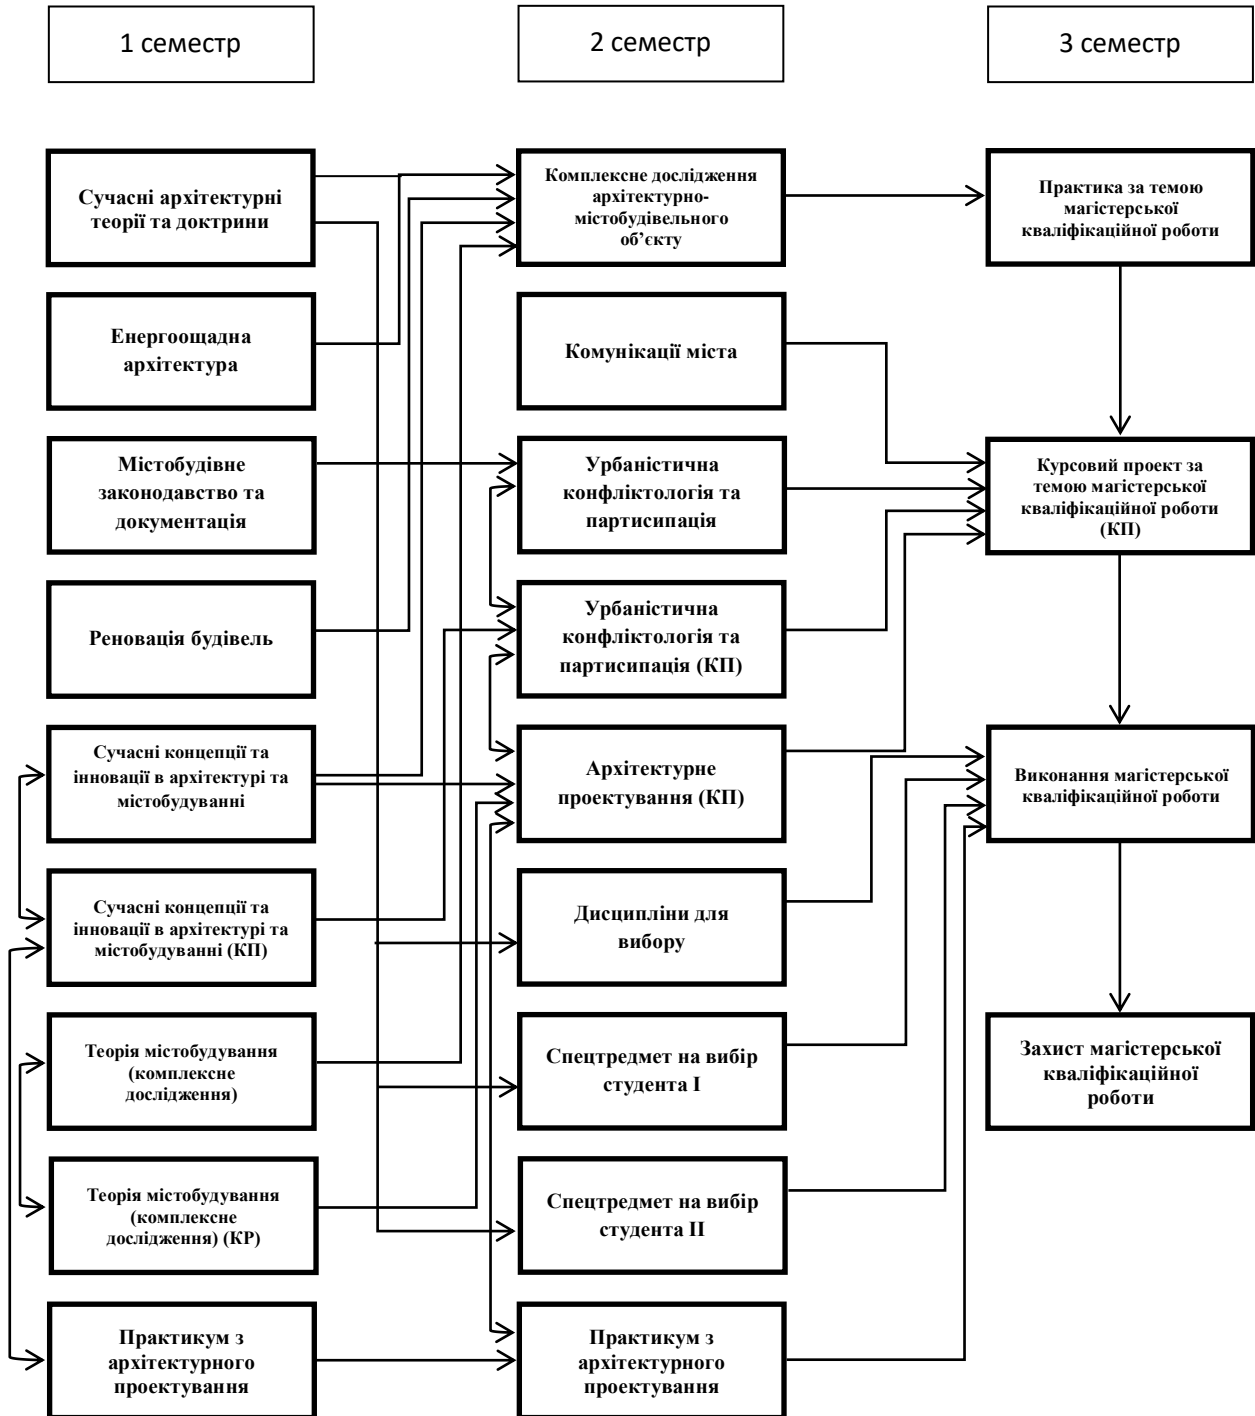 1 семестр
2 семестр
3 семестр
Сучасні архітектурні
теорії та доктрини
Комплексне дослідження
архітектурно-
містобудівельного
об’єкту
Практика за темою
магістерської
кваліфікаційної роботи
Енергоощадна
архітектура
Комунікації міста
Містобудівне
законодавство та
документація
Урбаністична
конфліктологія та
партисипація
Курсовий проект за
темою магістерської
кваліфікаційної роботи
(КП)
Реновація будівель
Урбаністична
конфліктологія та
партисипація (КП)
Сучасні концепції та
інновації в архітектурі та
містобудуванні
Архітектурне
проектування (КП)
Виконання магістерської
кваліфікаційної роботи
Сучасні концепції та
інновації в архітектурі та
містобудуванні (КП)
Дисципліни для
вибору
Теорія містобудування
(комплексне
дослідження)
Спецтредмет на вибір
студента І
Захист магістерської
кваліфікаційної
роботи
Теорія містобудування
(комплексне
дослідження) (КР)
Спецтредмет на вибір
студента ІІ
Практикум з
архітектурного
проектування
Практикум з
архітектурного
проектування